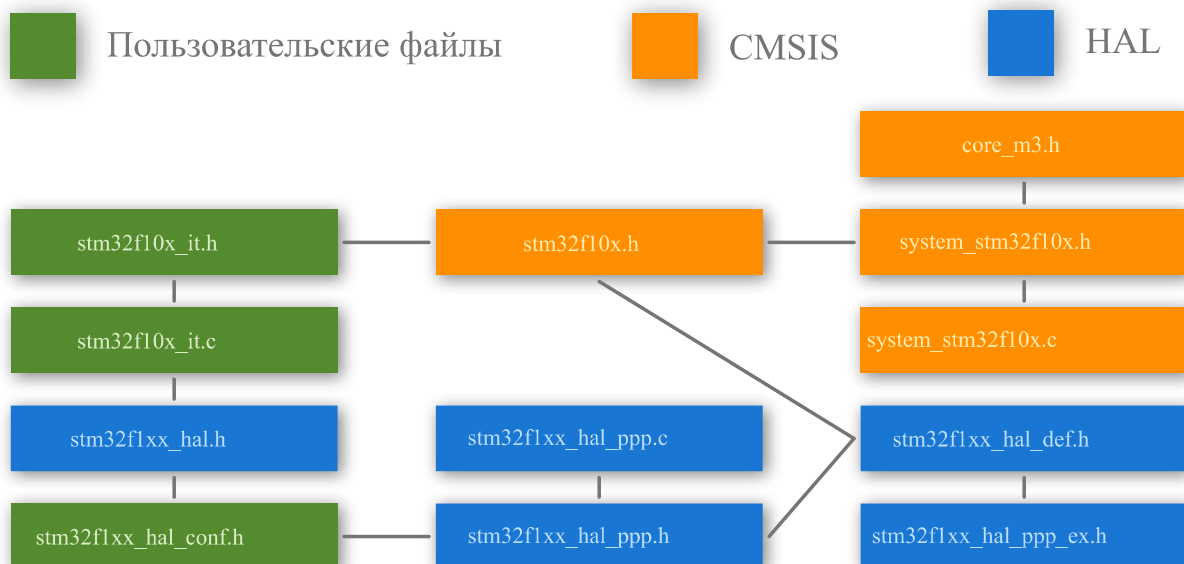 Пользовательские файлы
CMSIS
HAL
core_m3.h
stm32f10x_it.h
stm32f10x.h
system_stm32f10x.h
stm32f10x_it.c
system_stm32f10x.c
stm32f1xx_hal.h
stm32f1xx_hal_ppp.c
stm32f1xx_hal_def.h
stm32f1xx_hal_conf.h
stm32f1xx_hal_ppp.h
stm32f1xx_hal_ppp_ex.h